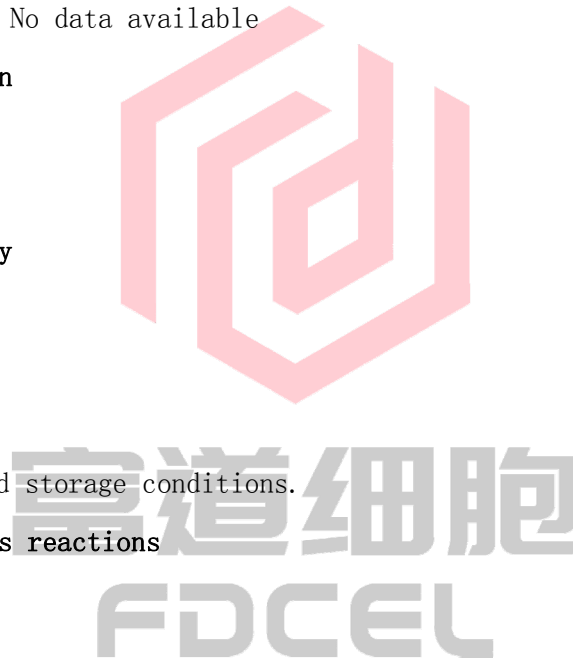 No data available
n
y
d storage conditions.
富道细胞
s reactions
FDCEL